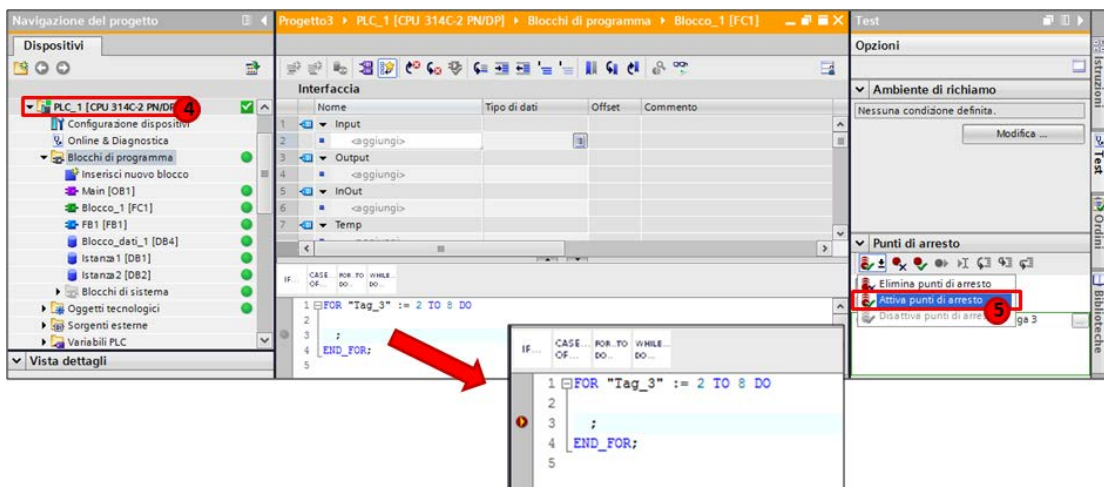 Navigazione del progetto
Dispositivi
PLC_1 [CPU 314C-2 PN/DP]
4
Configurazione dispositivi
Online & Diagnostica
Blocchi di programma
Inserisci nuovo blocco
Main [OB1]
Blocco_1 [FC1]
FB1 [FB1]
Blocco_dati_1 [DB4]
Istanza1 [DB1]
Istanza2 [DB2]
Blocchi di sistema
Oggetti tecnologici
Sorgenti esterne
Variabili PLC
Vista dettagli
Progetto3 PLC_1 [CPU 314C-2 PN/DP] Blocchi di programma Blocco_1 [FC1]
Interfaccia
Nome Tipo di dati Offset Commento
1 Input
2 <aggiungi>
3 Output
4 <aggiungi>
5 InOut
6 <aggiungi>
7 Temp
IF... CASE... FOR..TO WHILE...
OF... DO... DO...
1 FOR "Tag_3" := 2 TO 8 DO
2
3 ;
4 END_FOR;
5
IF... CASE... FOR..TO WHILE...
OF... DO... DO...
1 FOR "Tag_3" := 2 TO 8 DO
2
3 ;
4 END_FOR;
5
Test
Opzioni
Ambiente di richiamo
Nessuna condizione definita.
Modifica ...
Punti di arresto
Elimina punti di arresto
Attiva punti di arresto
5
Disattiva punti di arre
ga 3
Istruzioni
Test
Ordini
Biblioteche